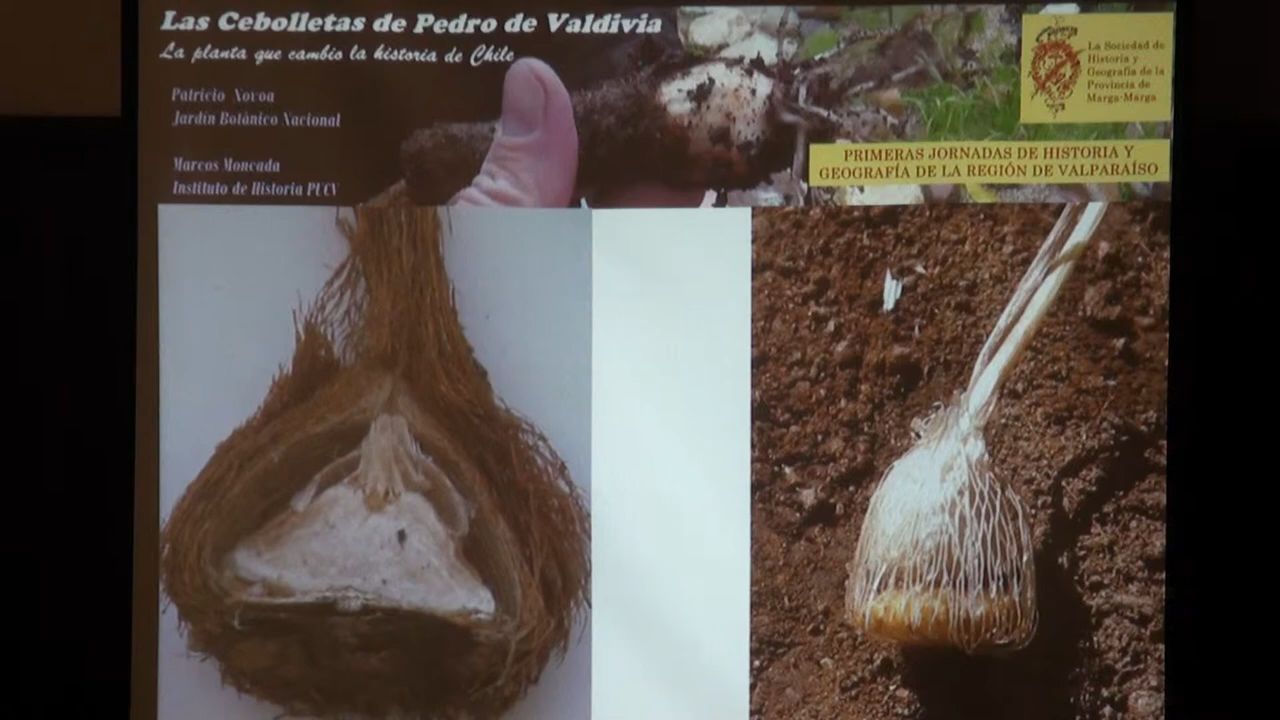 Las Cebolletas de Pedro de Valdivia
La planta que cambio la historia de Chile
Patricio Novoa
Jardín Botánico Nacional
Marcos Moncada
Instituto de Historia PUCV
La Sociedad de
Historia y
Geografía de la
Provincia de
Marga-Marga
PRIMERAS JORNADAS DE HISTORIA Y
GEOGRAFÍA DE LA REGIÓN DE VALPARAÍSO